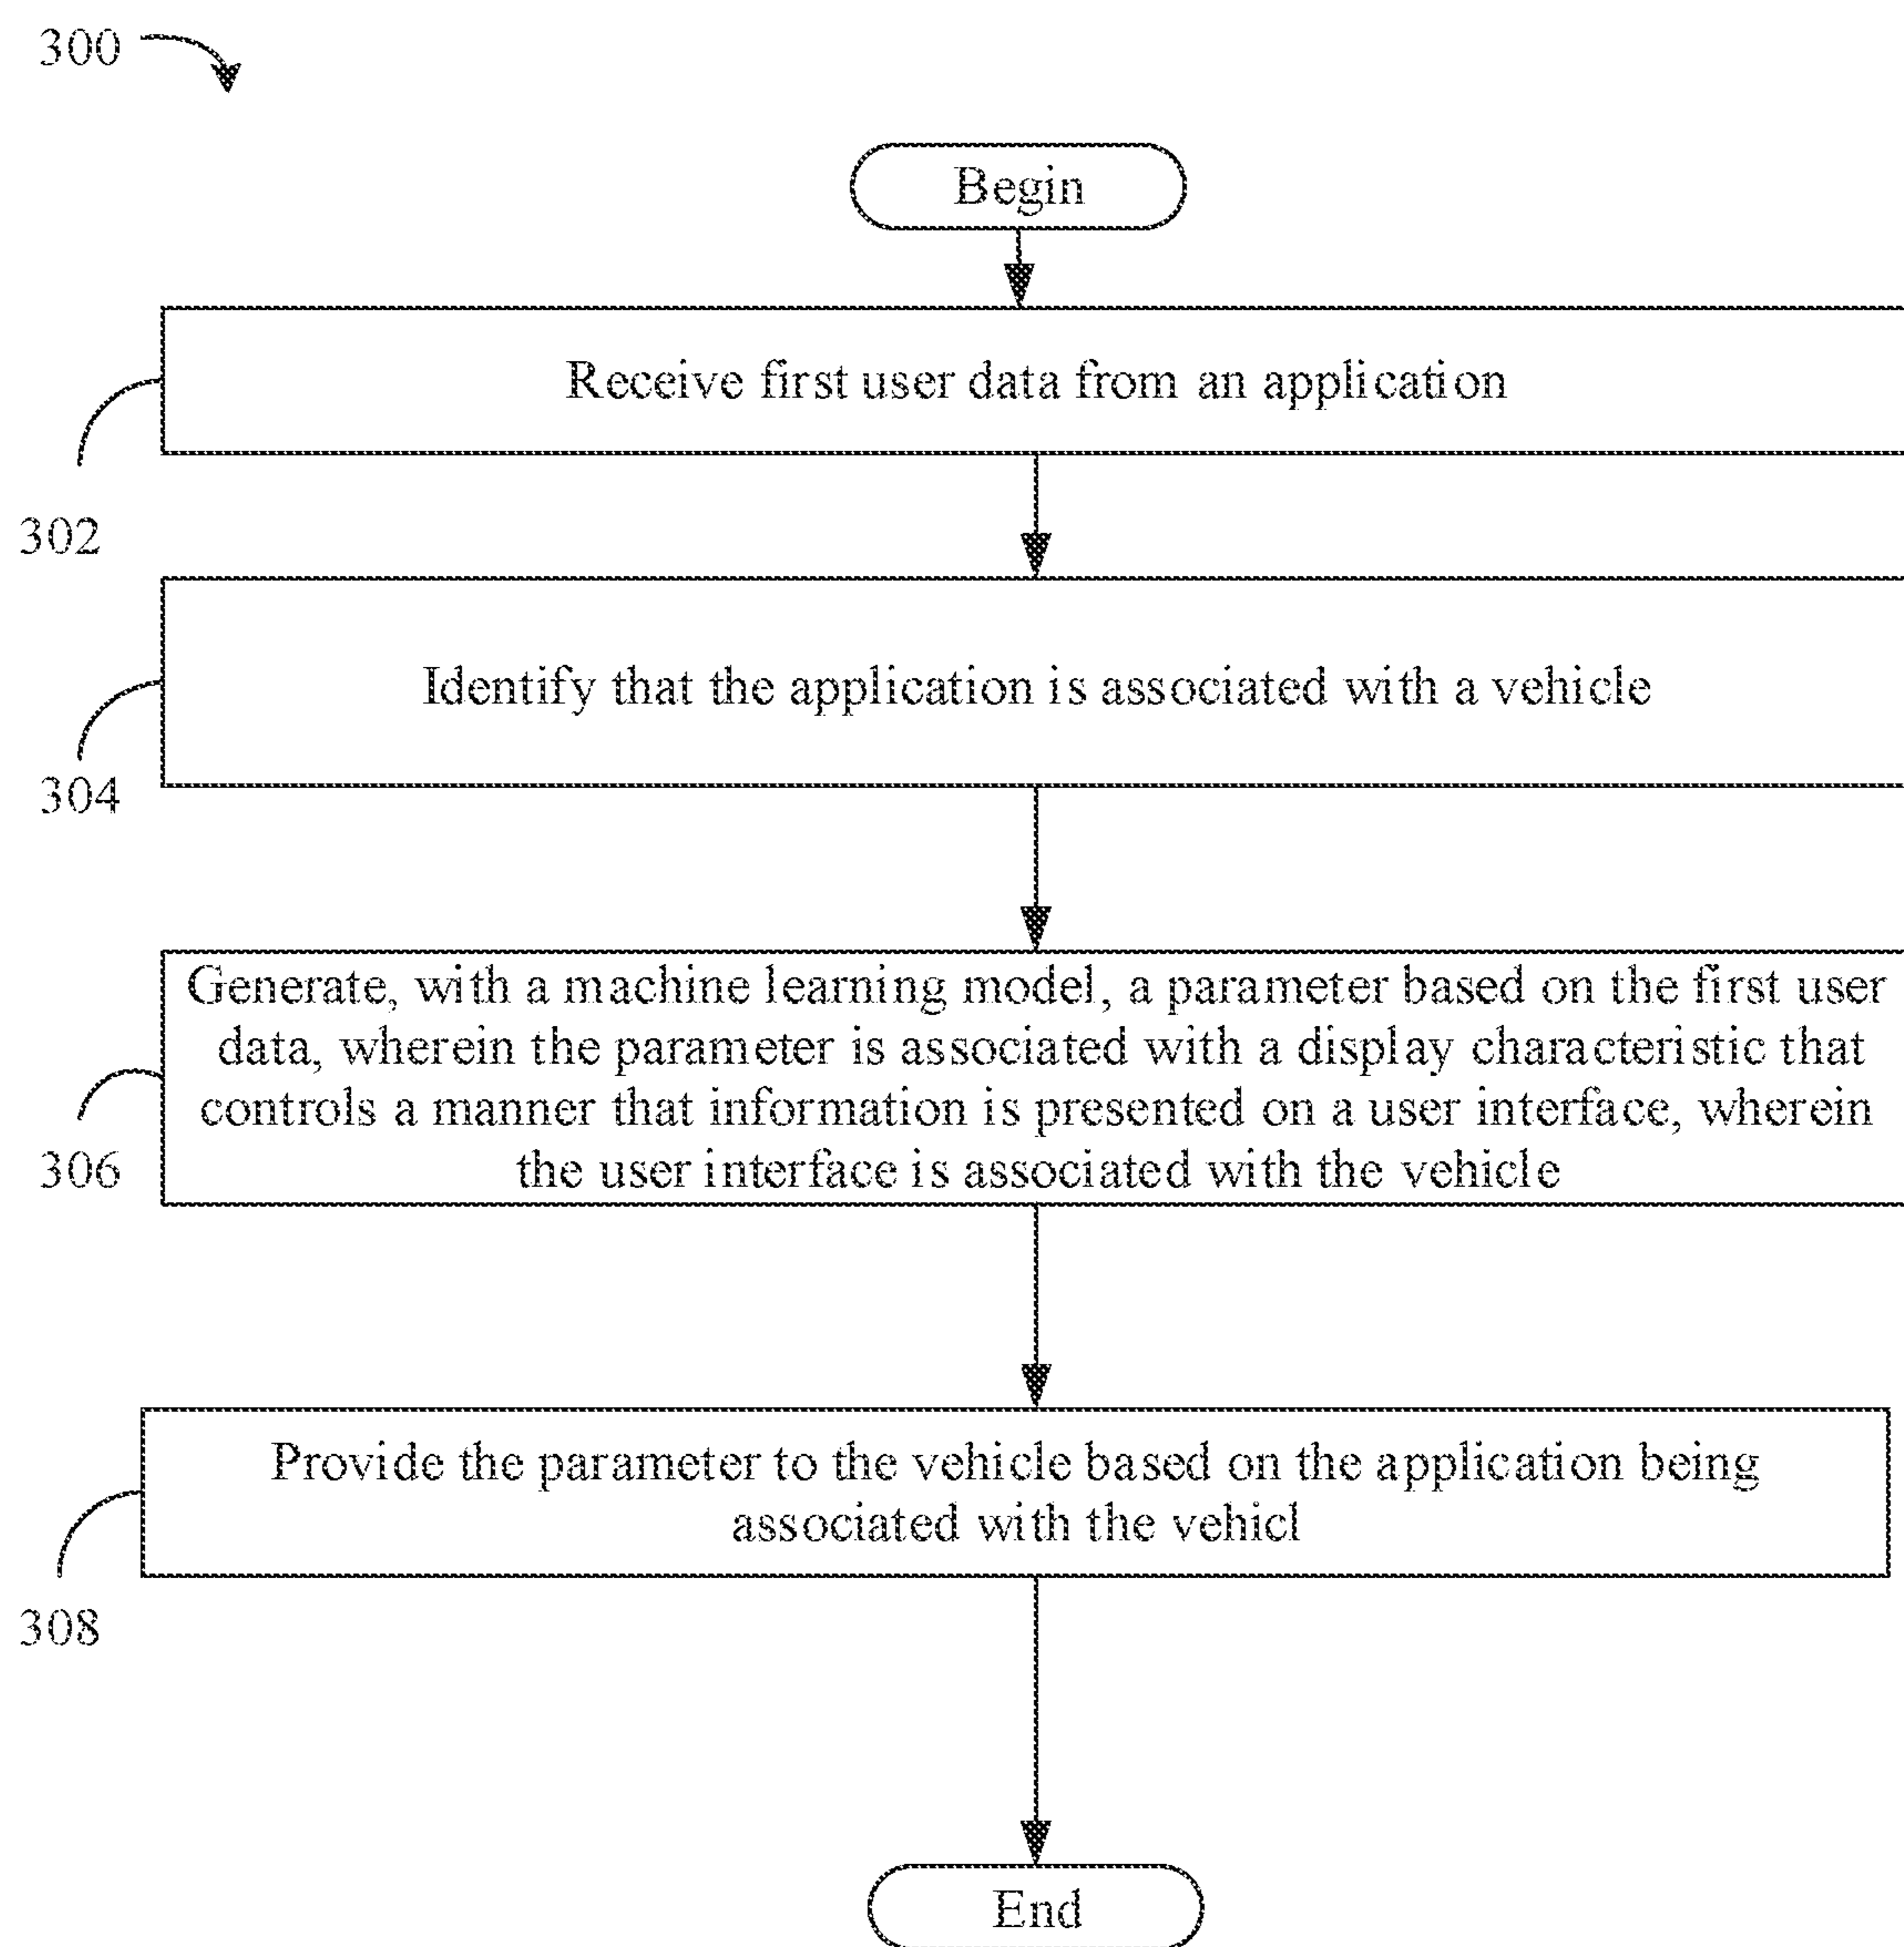 300
Begin
Receive first user data from an application
302
Identify that the application is associated with a vehicle
304
Generate, with a machine learning model, a parameter based on the first user
data, wherein the parameter is associated with a display characteristic that
controls a manner that information is presented on a user interface, wherein
the user interface is associated with the vehicle
306
Provide the parameter to the vehicle based on the application being
associated with the vehicl
308
End